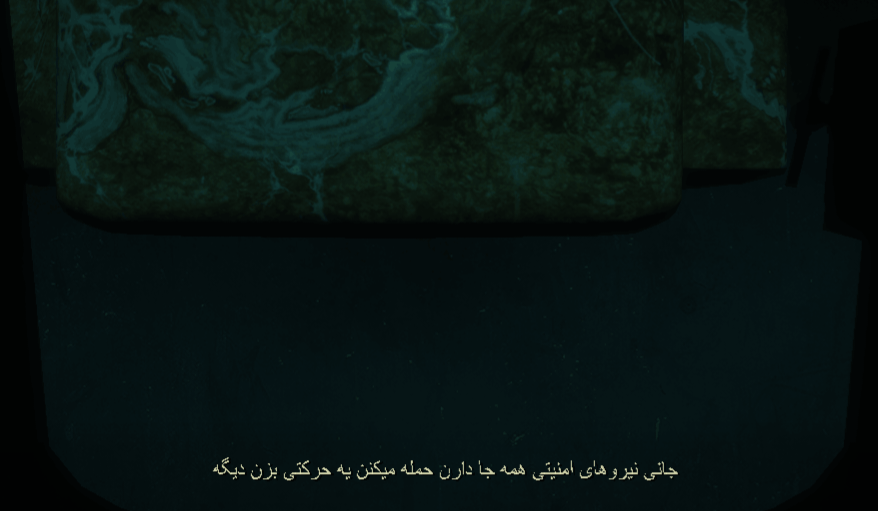 جانی نیروهای امنیتی همه جا دارن حمله میکنن یه حرکتی بزن دیگه